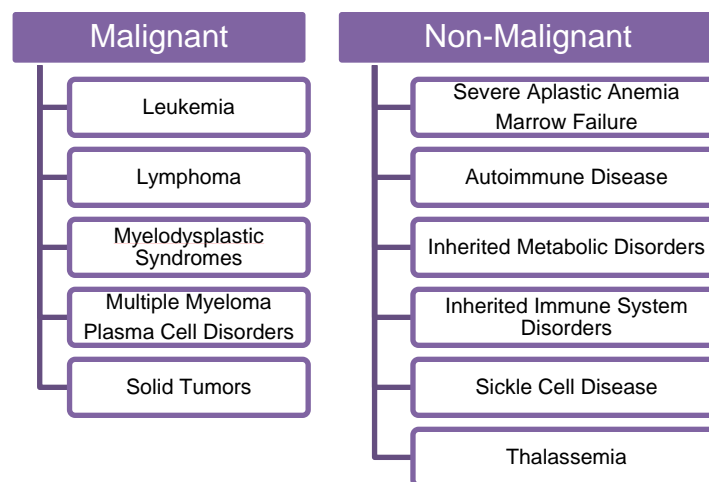 Malignant
Leukemia
Lymphoma
Myelodysplastic
Syndromes
Multiple Myeloma
Plasma Cell Disorders
Solid Tumors
Non-Malignant
Severe Aplastic Anemia
Marrow Failure
Autoimmune Disease
Inherited Metabolic Disorders
Inherited Immune System
Disorders
Sickle Cell Disease
Thalassemia